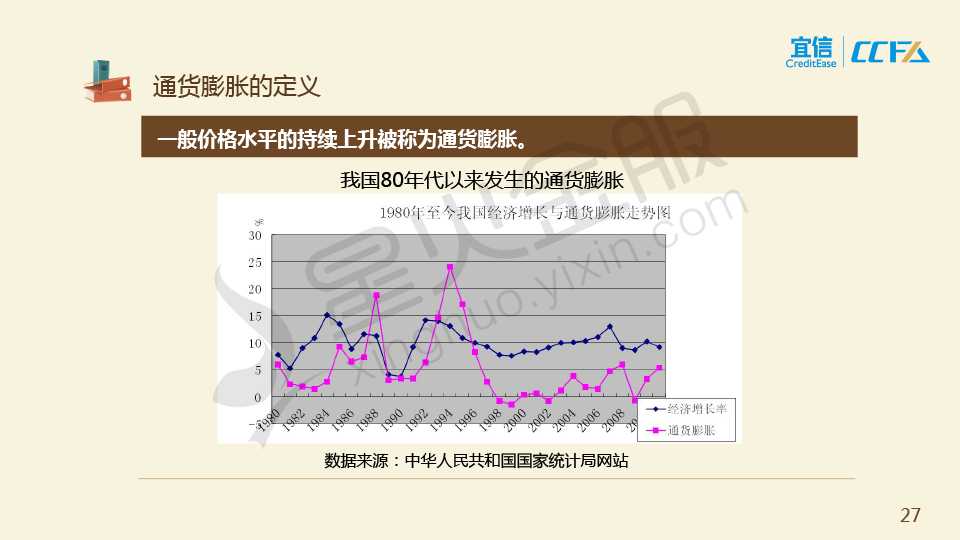 宜信
CreditEase
CCFA
通货膨胀的定义
一般价格水平的持续上升被称为通货膨胀。
我国80年代以来发生的通货膨胀
1980年至今我国经济增长与通货膨胀走势图
%
30
25
20
15
10
5
0
-5
1980 1982 1984 1986 1988 1990 1992 1994 1996 1998 2000 2002 2004 2006 2008
经济增长率
通货膨胀
星火金服
xinghuo.yixin.com
数据来源：中华人民共和国国家统计局网站
27